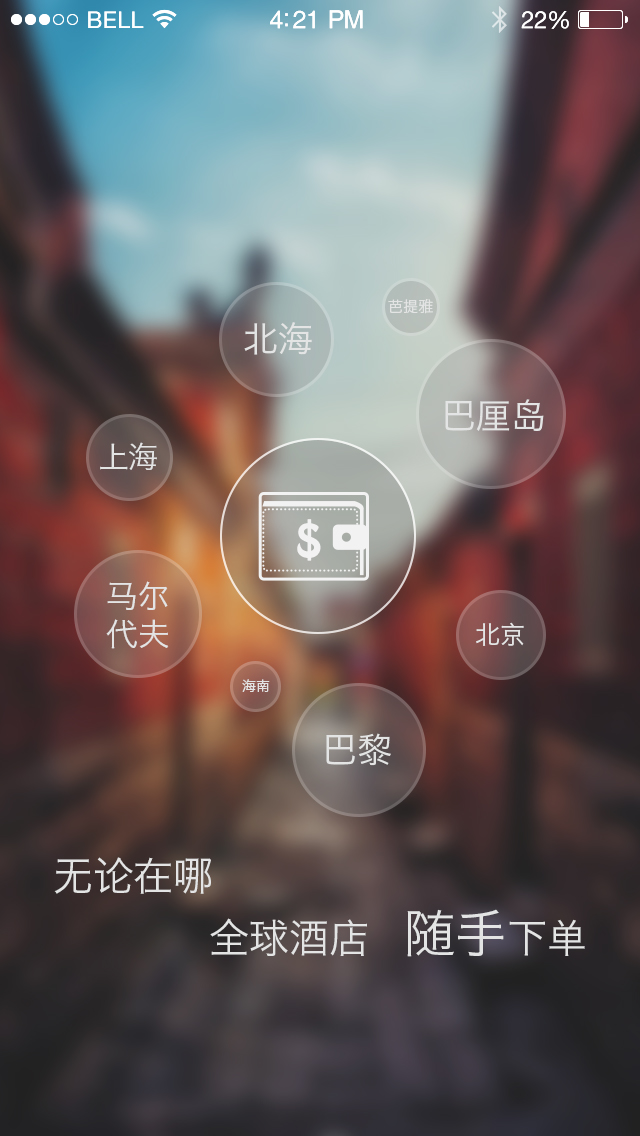 BELL 4:21 PM 22%
北海
芭提雅
巴厘岛
上海
$
马尔
代夫
北京
海南
巴黎
无论在哪
全球酒店 随手下单